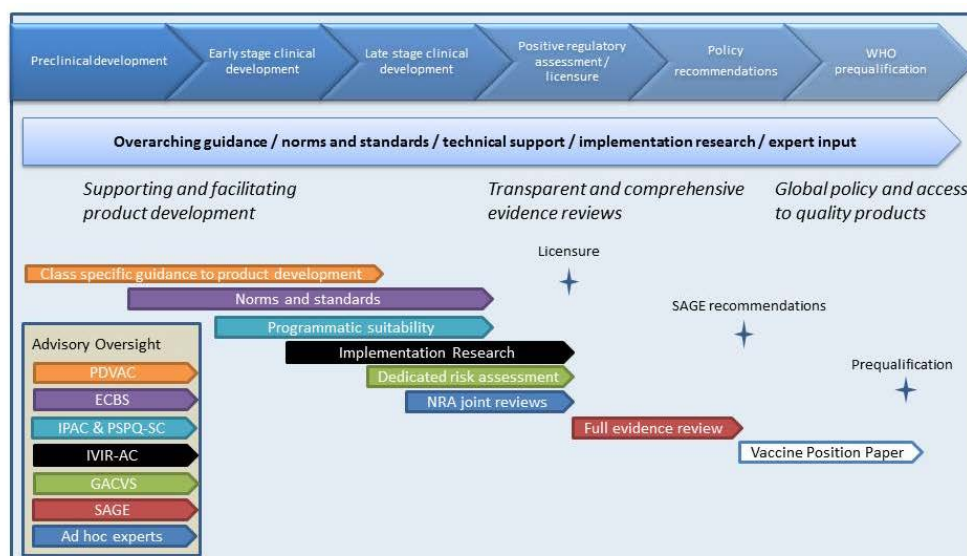 Preclinical development
Early stage clinical
development
Late stage clinical
development
Positive regulatory
assessment/
licensure
Policy
recommendations
WHO
prequalification
Overarching guidance / norms and standards / technical support / implementation research / expert input
Supporting and facilitating
product development
Transparent and comprehensive
evidence reviews
Global policy and access
to quality products
Licensure
Class specific guidance to product development
Norms and standards
SAGE recommendations
Programmatic suitability
Advisory Oversight
Implementation Research
Prequalification
PDVAC
Dedicated risk assessment
ECBS
NRA joint reviews
IPAC & PSPQ-SC
Full evidence review
IVIR-AC
Vaccine Position Paper
GACVS
SAGE
Ad hoc experts